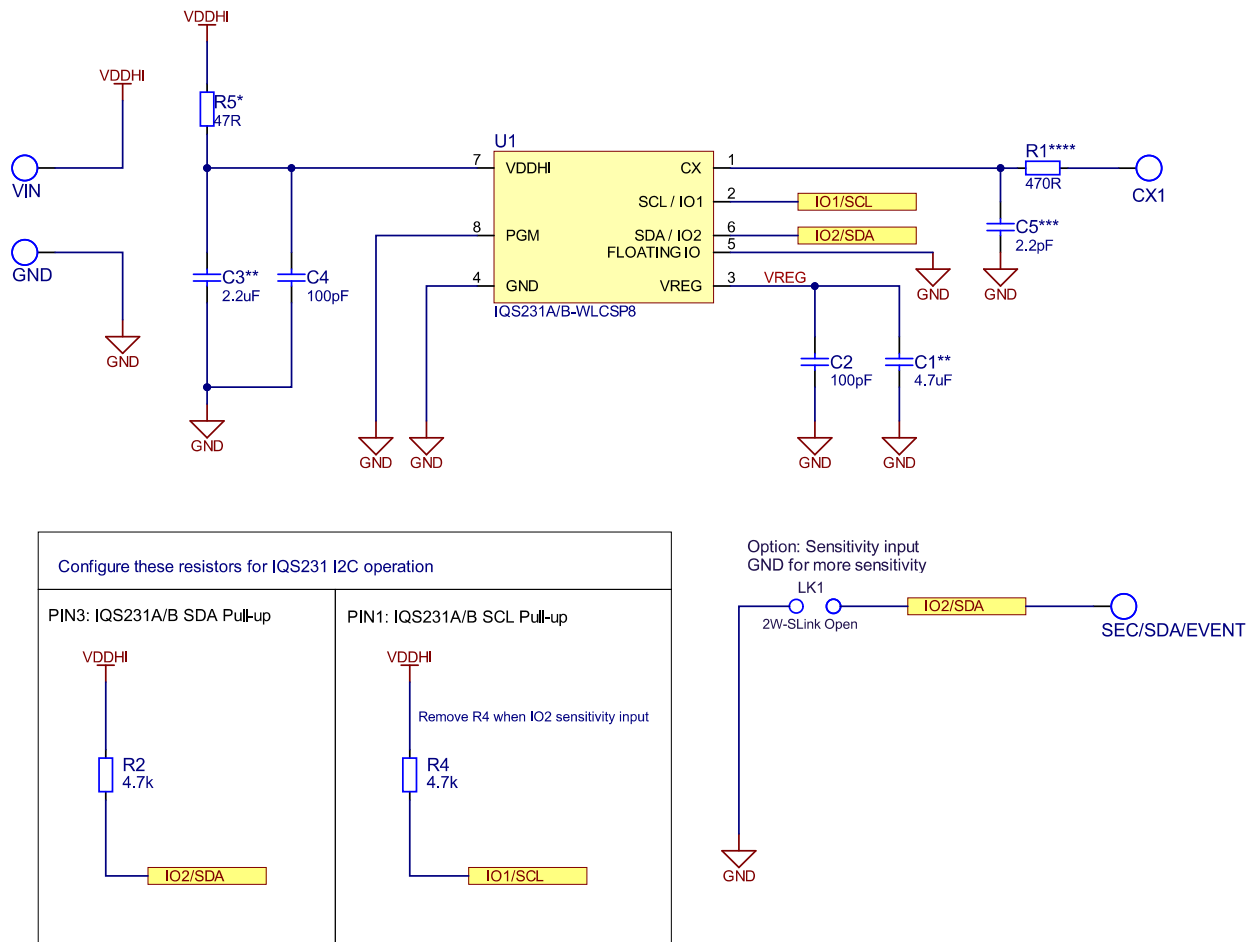 VDDHI
VDDHI
R5*
47R
VIN
GND
GND
C3**
2.2uF
C4
100pF
GND
U1
7
VDDHI
8
PGM
4
GND
CX
1
SCL / IO1
2
SDA / IO2
6
FLOATING IO
5
VREG
3
IQS231A/B-WLCSP8
IO1/SCL
IO2/SDA
VREG
R1****
470R
CX1
C5***
2.2pF
GND
GND
C2
100pF
C1**
4.7uF
GND
GND
GND
GND
Configure these resistors for IQS231 I2C operation
PIN3: IQS231A/B SDA Pull-up
VDDHI
R2
4.7k
IO2/SDA
PIN1: IQS231A/B SCL Pull-up
VDDHI
Remove R4 when IO2 sensitivity input
R4
4.7k
IO1/SCL
Option: Sensitivity input
GND for more sensitivity
LK1
2W-SLink Open
IO2/SDA
SEC/SDA/EVENT
GND